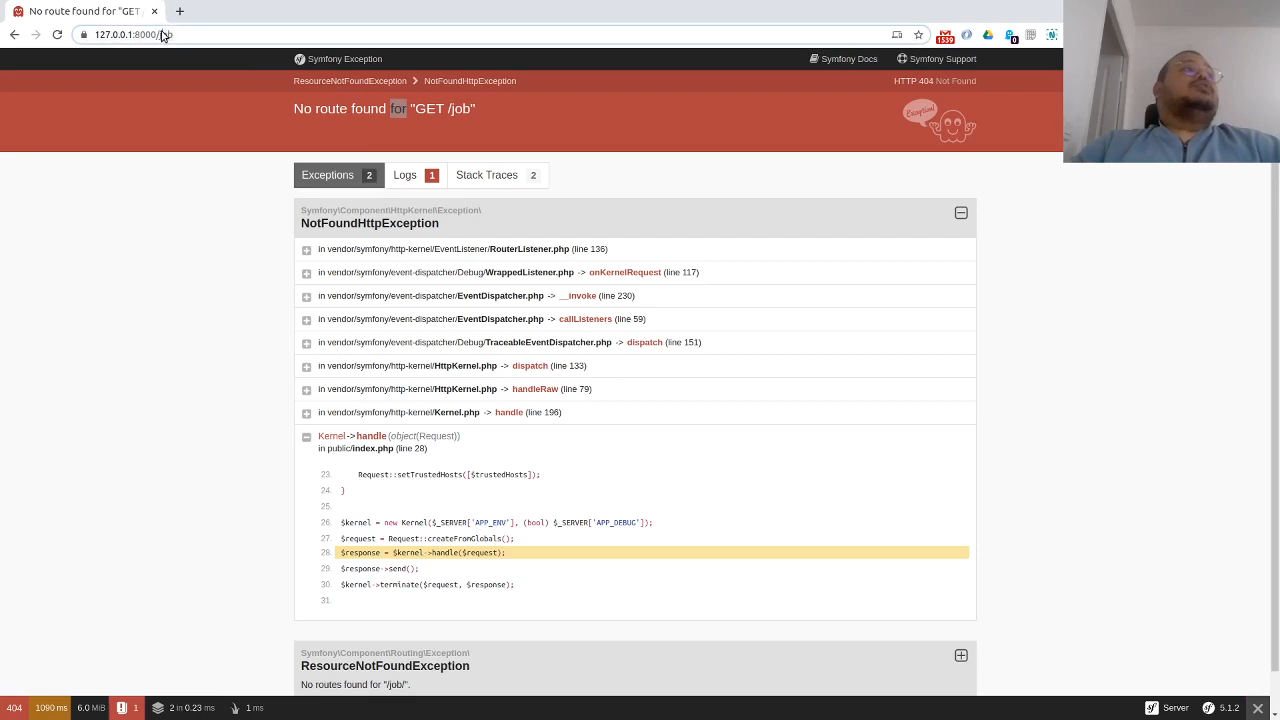 No route found for "GET
127.0.0.1:8000/job
1539
0
Symfony Exception
Symfony Docs
Symfony Support
ResourceNotFoundException
NotFoundHttpException
HTTP 404 Not Found
No route found for "GET /job"
Exception!
Exceptions 2
Logs 1
Stack Traces 2
Symfony\Component\HttpKernel\Exception\
NotFoundHttpException
in vendor/symfony/http-kernel/EventListener/RouterListener.php (line 136)
in vendor/symfony/event-dispatcher/Debug/WrappedListener.php -> onKernelRequest (line 117)
in vendor/symfony/event-dispatcher/EventDispatcher.php -> __invoke (line 230)
in vendor/symfony/event-dispatcher/EventDispatcher.php -> callListeners (line 59)
in vendor/symfony/event-dispatcher/Debug/TraceableEventDispatcher.php -> dispatch (line 151)
in vendor/symfony/http-kernel/HttpKernel.php -> dispatch (line 133)
in vendor/symfony/http-kernel/HttpKernel.php -> handleRaw (line 79)
in vendor/symfony/http-kernel/Kernel.php -> handle (line 196)
Kernel->handle(object(Request))
in public/index.php (line 28)
23. Request::setTrustedHosts([$trustedHosts]);
24. }
25.
26. $kernel = new Kernel($_SERVER['APP_ENV'], (bool) $_SERVER['APP_DEBUG']);
27. $request = Request::createFromGlobals();
28. $response = $kernel->handle($request);
29. $response->send();
30. $kernel->terminate($request, $response);
31.
Symfony\Component\Routing\Exception\
ResourceNotFoundException
No routes found for "/job/".
404
1090 ms
6.0 MiB
1
2 in 0.23 ms
1 ms
Server
5.1.2